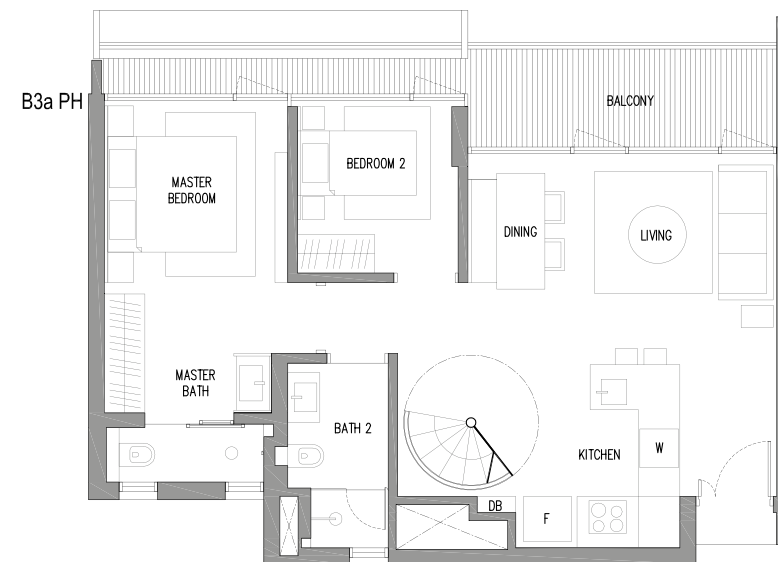 B3a PH
BALCONY
MASTER
BEDROOM
BEDROOM 2
DINING
LIVING
MASTER
BATH
BATH 2
KITCHEN
W
DB
F